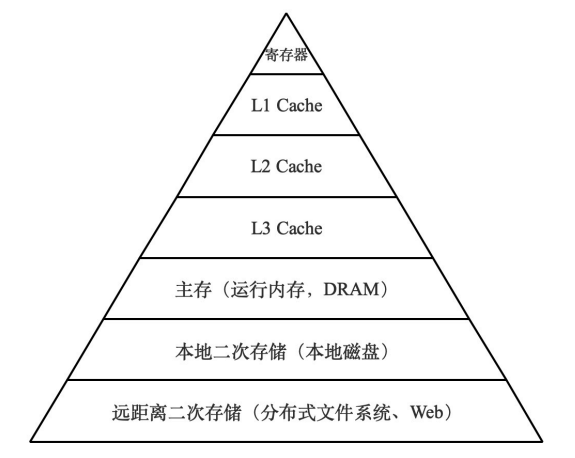 寄存器
L1 Cache
L2 Cache
L3 Cache
主存（运行内存，DRAM）
本地二次存储（本地磁盘）
远距离二次存储（分布式文件系统、Web）